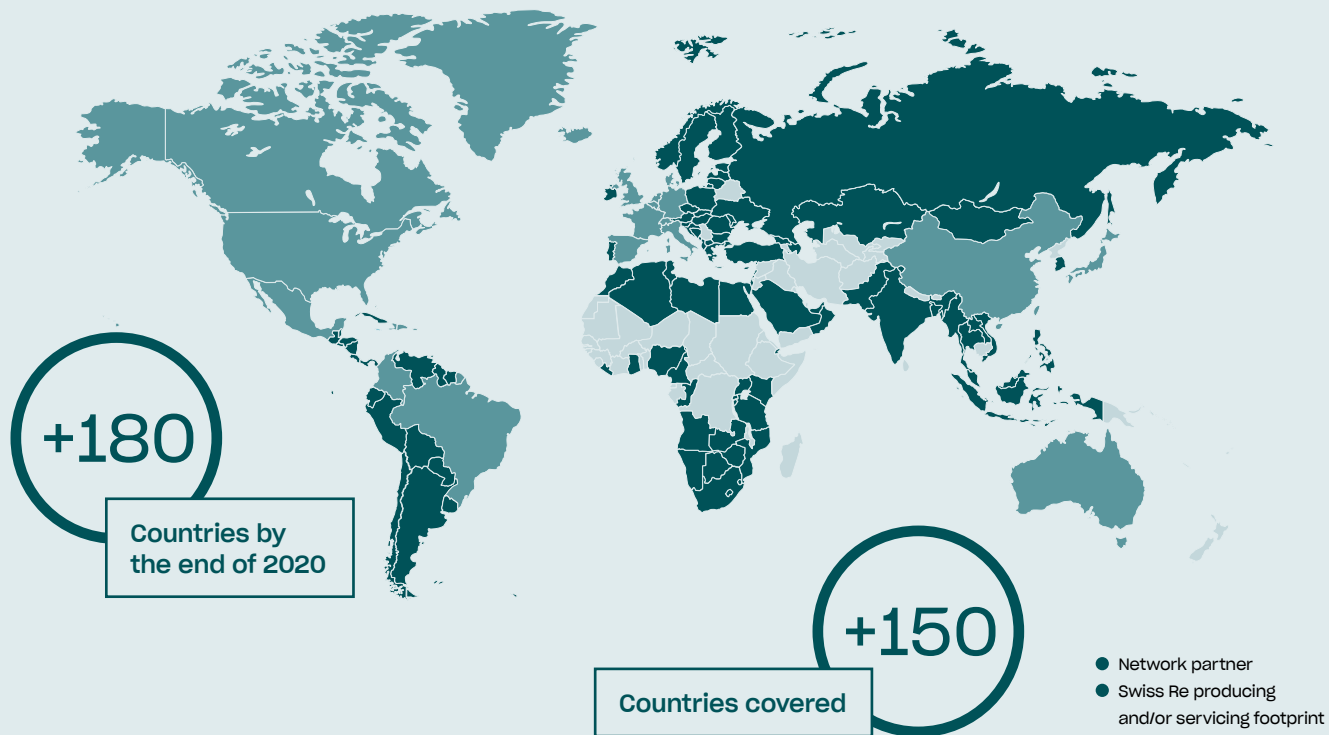 +180
Countries by
the end of 2020
+150
Countries covered
Network partner
Swiss Re producing
and/or servicing footprint